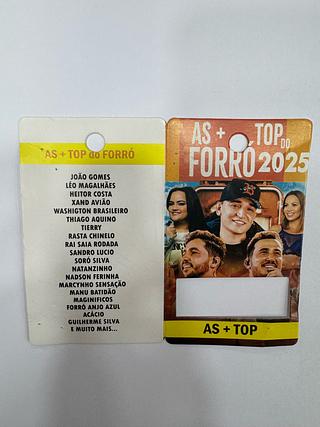 AS + TOP do FORRÓ
JOÃO GOMES
LÉO MAGALHÃES
HEITOR COSTA
XAND AVIÃO
WASHIGTON BRASILEIRO
THIAGO AQUINO
TIERRY
RASTA CHINELO
RAI SAIA RODADA
SANDRO LUCIO
SORÓ SILVA
NATANZINHO
NADSON FERINHA
MARCYNHO SENSAÇÃO
MANU BATIDÃO
MAGINIFICOS
FORRÓ ANJO AZUL
ACÁCIO
GUILHERME SILVA
E MUITO MAIS...
AS + TOP DO
FORRÓ 2025
AS + TOP